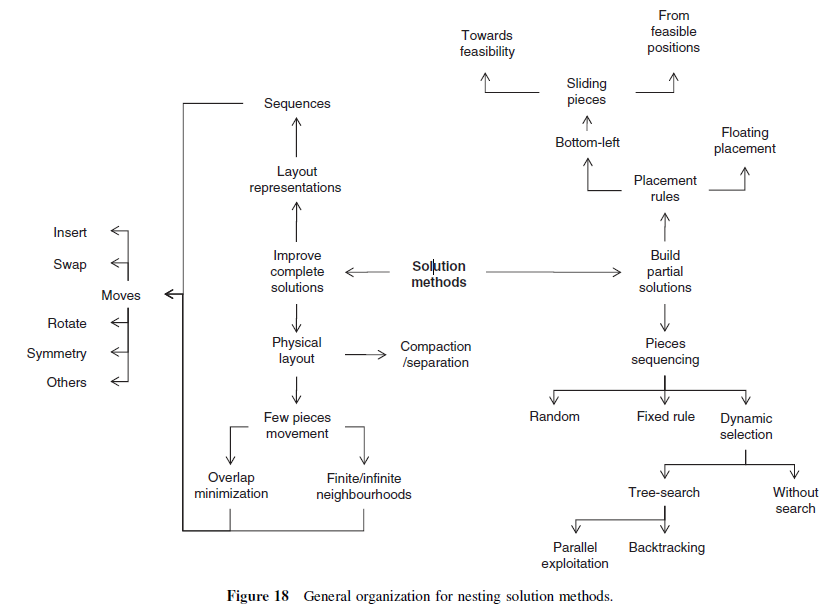 From
feasible
positions
Towards
feasibility
Sliding
pieces
Sequences
Bottom-left
Floating
placement
Layout
representations
Placement
rules
Insert
Swap
Moves
Rotate
Symmetry
Others
Improve
complete
solutions
Solution
methods
Build
partial
solutions
Physical
layout
Compaction
/separation
Pieces
sequencing
Few pieces
movement
Random
Fixed rule
Dynamic
selection
Overlap
minimization
Finite/infinite
neighbourhoods
Tree-search
Without
search
Parallel
exploitation
Backtracking
Figure 18 General organization for nesting solution methods.